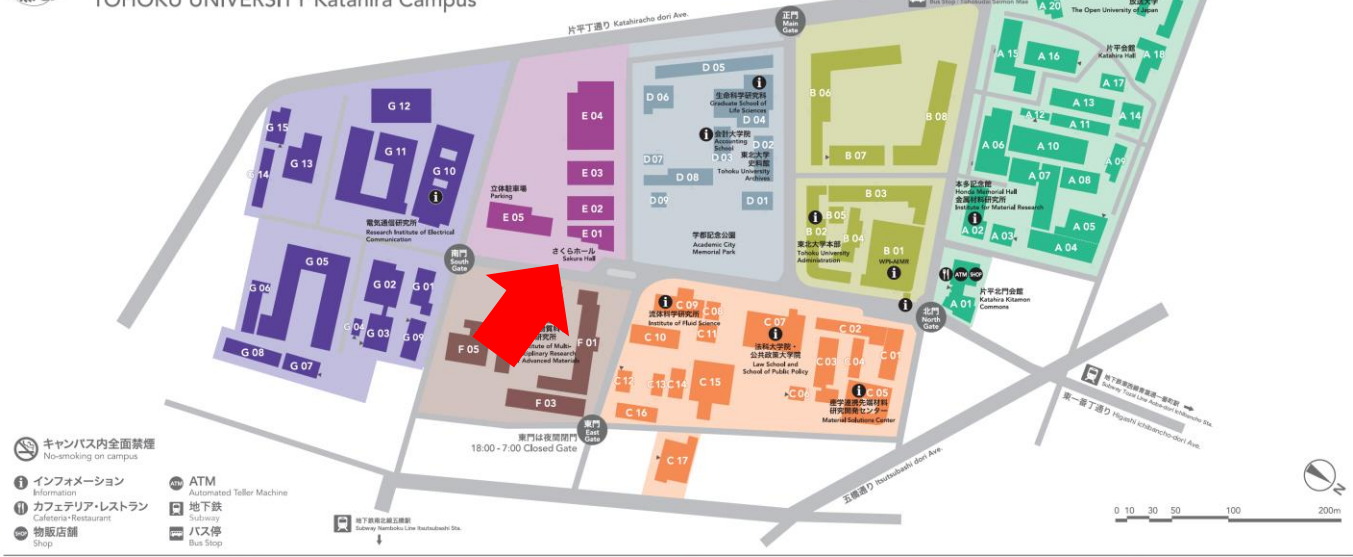 TOHOKU UNIVERSITY Katahira Campus
片平丁通り Katahiracho dori Ave.
正門
Main
Gate
Bus Stop : Tohokudai Seimon Mae
A 20
放送大学
The Open University of Japan
A 15
A 16
片平会館
Katahira Hall
A 18
A 17
A 13
A 14
A 12
A 11
A 06
A 10
A 09
A 07
A 08
本多記念館
Honda Memorial Hall
金属材料研究所
Institute for Material Research
A 02
A 03
A 05
A 04
ATM
SHOP
A 01
片平北門会館
Katahira Kitamon
Commons
北門
North
Gate
B 06
B 08
B 07
B 03
B 05
B 02
B 04
B 01
WPI-AIMR
東北大学本部
Tohoku University
Administration
D 05
D 06
生命科学研究科
Graduate School of
Life Sciences
D 04
会計大学院
Accounting
School
D 02
D 03
東北大学
史料館
Tohoku University
Archives
D 07
D 08
D 09
D 01
学都記念公園
Academic City
Memorial Park
E 04
E 03
E 02
E 01
立体駐車場
Parking
E 05
さくらホール
Sakura Hall
G 12
G 15
G 13
G 14
G 11
G 10
電気通信研究所
Research Institute of Electrical
Communication
南門
South
Gate
G 05
G 06
G 02
G 01
G 04
G 03
G 09
G 08
G 07
F 05
F 01
F 03
Advanced Materials
東門
East
Gate
東門は夜間閉門
18:00 - 7:00 Closed Gate
C 09
C 08
流体科学研究所
Institute of Fluid Science
C 10
C 11
C 07
法科大学院・
公共政策大学院
Law School and
School of Public Policy
C 02
C 03
C 04
C 01
C 12
C 13
C 14
C 15
C 06
C 05
産学連携先端材料
研究開発センター
Material Solutions Center
C 16
C 17
五橋通り Itsutsubashi dori Ave.
地下鉄東西線青葉通一番町駅
Subway Tozai Line Aoba-dori Ichibancho Sta.
東一番丁通り Higashi ichibancho-dori Ave.
キャンパス内全面禁煙
No-smoking on campus
インフォメーション
Information
カフェテリア・レストラン
Cafeteria・Restaurant
SHOP 物販店舗
Shop
ATM ATM
Automated Teller Machine
地下鉄
Subway
バス停
Bus Stop
地下鉄南北線五橋駅
Subway Namboku Line Itsutsubashi Sta.
N
0 10 30 50 100 200m